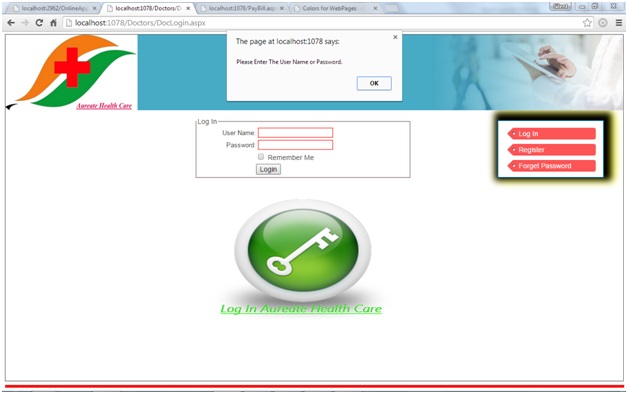 localhost:2962/OnlineAp
localhost:1078/Doctors/D
localhost:1078/PayBill.asp
Colors for WebPages
localhost:1078/Doctors/DocLogin.aspx
The page at localhost:1078 says:
Please Enter The User Name or Password.
OK
Aureate Health Care
Log In
User Name
Password
Remember Me
Login
Log In
Register
Forget Password
Log In Aureate Health Care